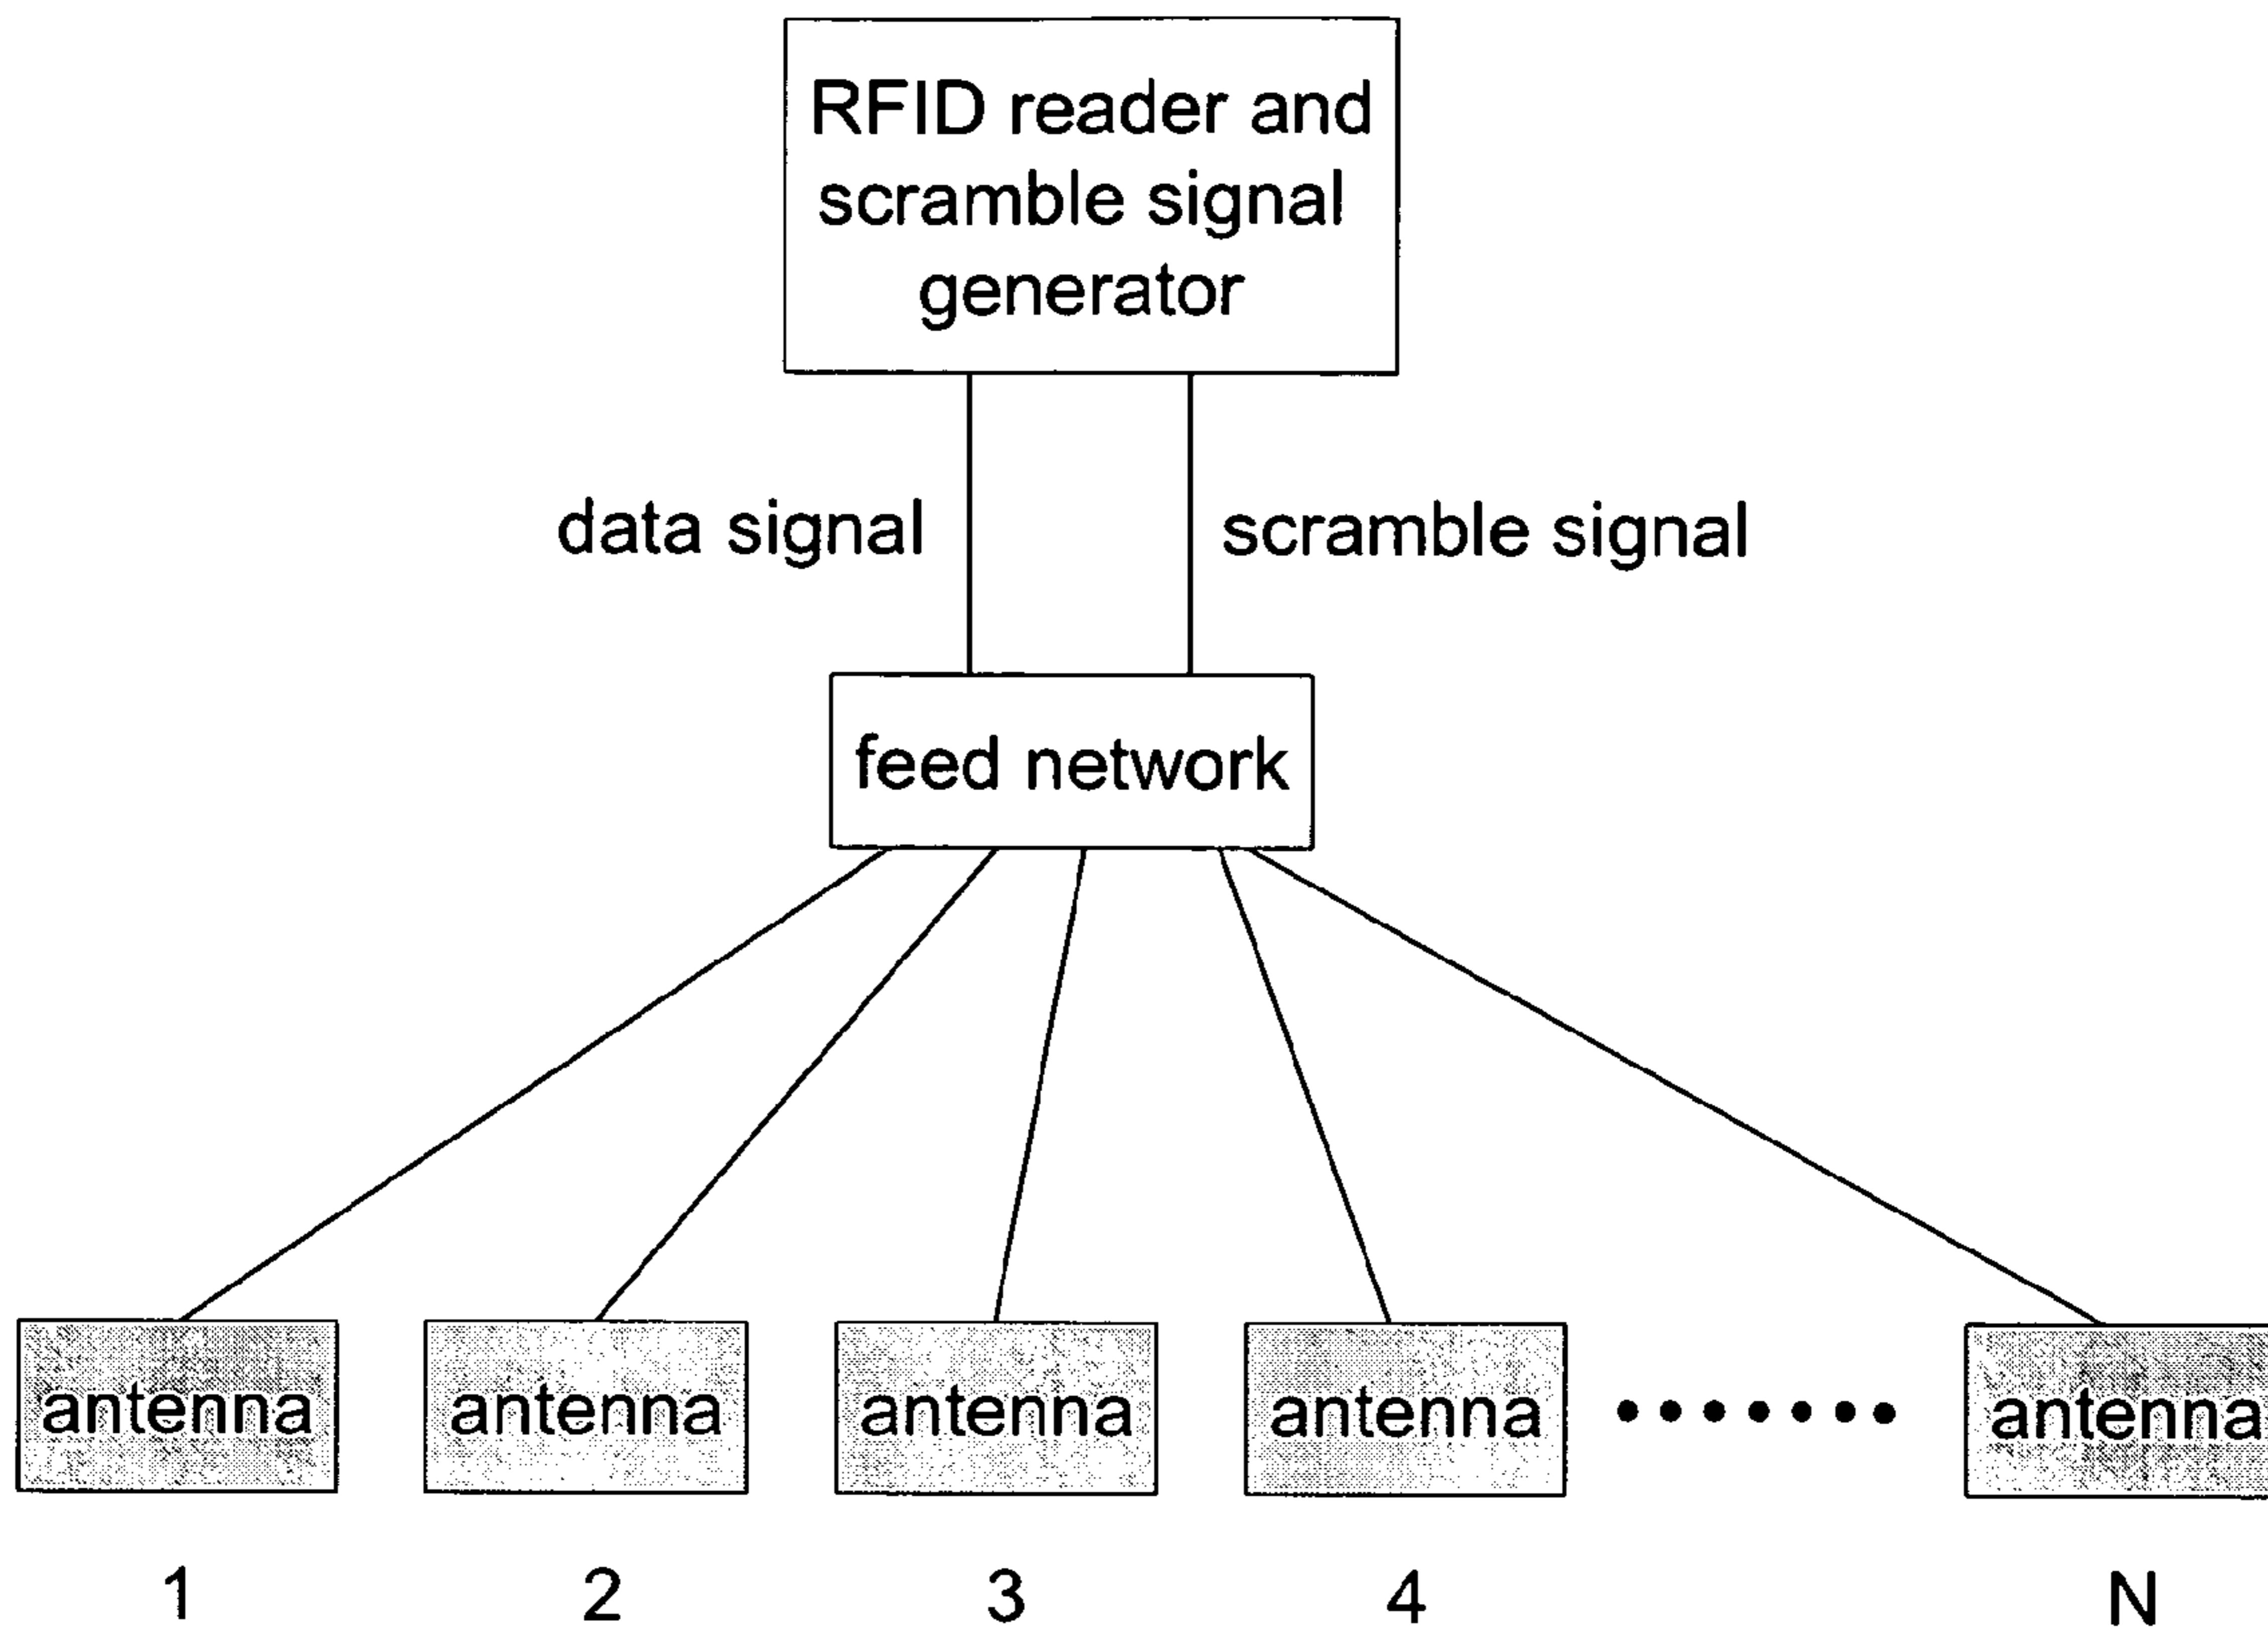 RFID reader and
scramble signal
generator
data signal
scramble signal
feed network
antenna
antenna
antenna
antenna
antenna
1
2
3
4
N